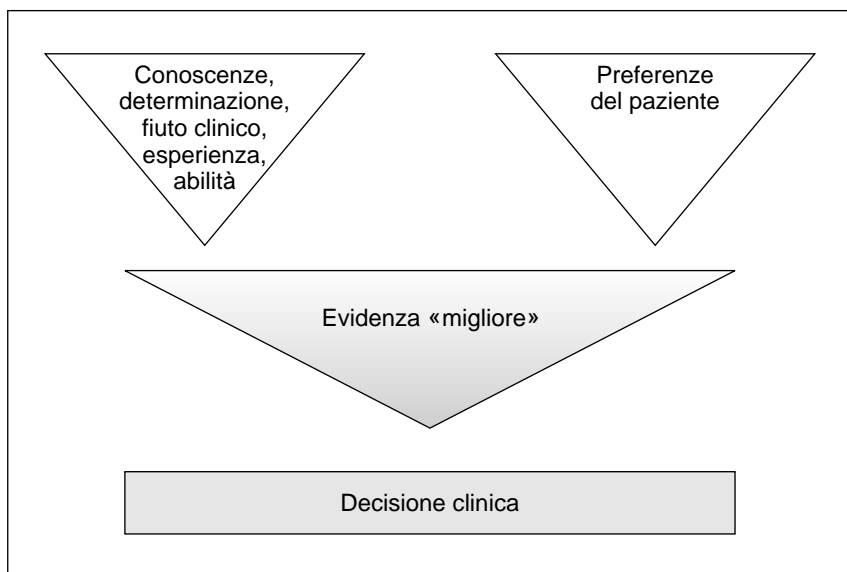 Conoscenze,
determinazione,
fiuto clinico,
esperienza,
abilità
Preferenze
del paziente
Evidenza «migliore»
Decisione clinica